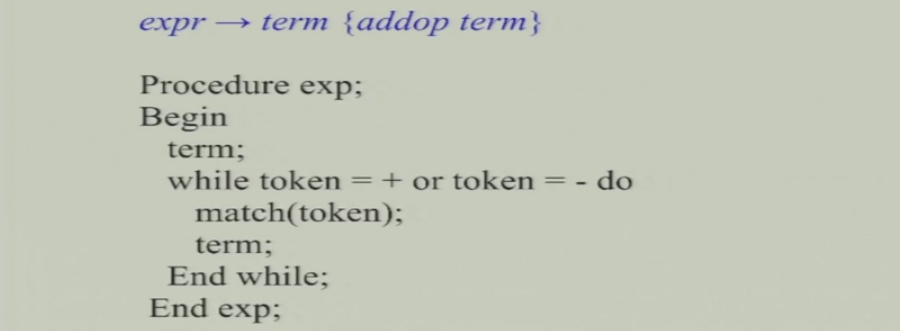 expr → term {addop term}
Procedure exp;
Begin
term;
while token = + or token = - do
match(token);
term;
End while;
End exp;